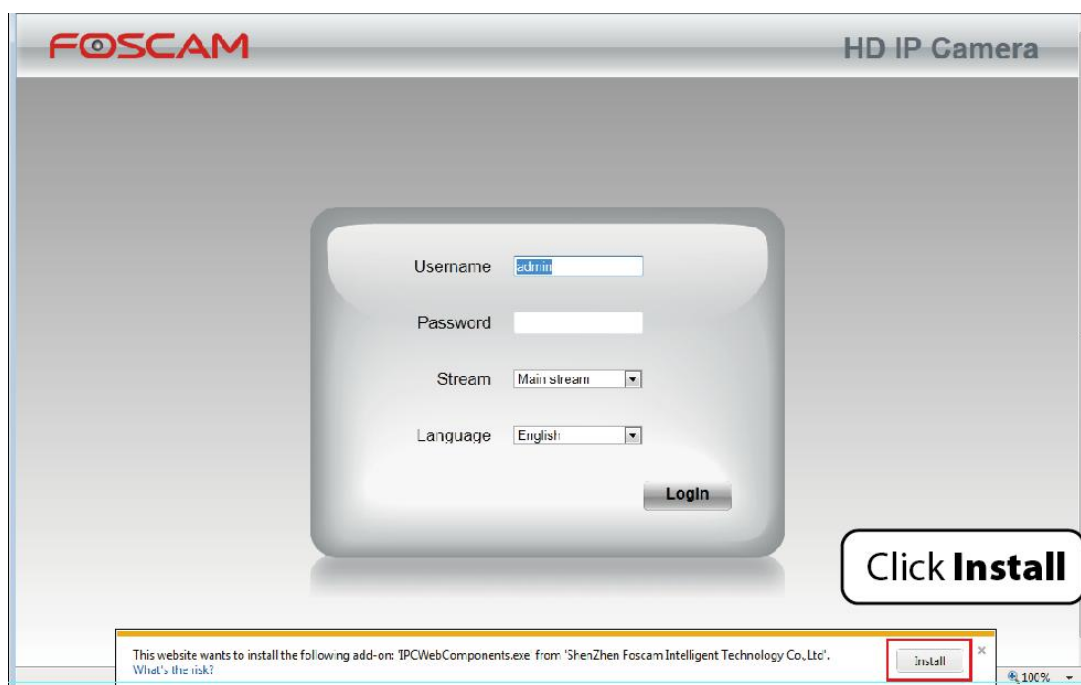 FOSCAM
HD IP Camera
Username admin
Password
Stream Main stream
Language English
Login
Click Install
This website wants to install the following add-on: 'IPCWebComponents.exe' from 'ShenZhen Foscam Intelligent Technology Co.,Ltd'.
What's the risk?
Install
100%